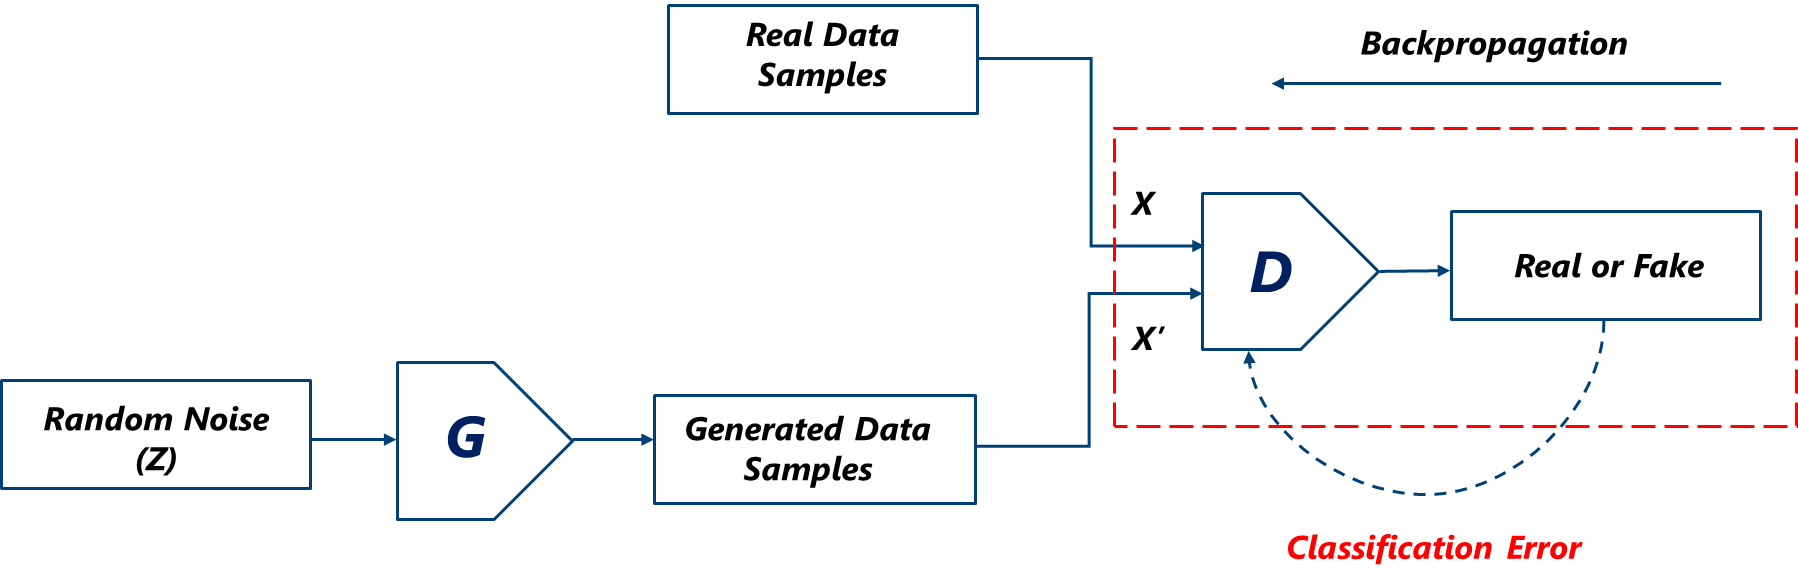 Real Data
Samples
Backpropagation
X
D
Real or Fake
X'
Random Noise
(Z)
G
Generated Data
Samples
Classification Error